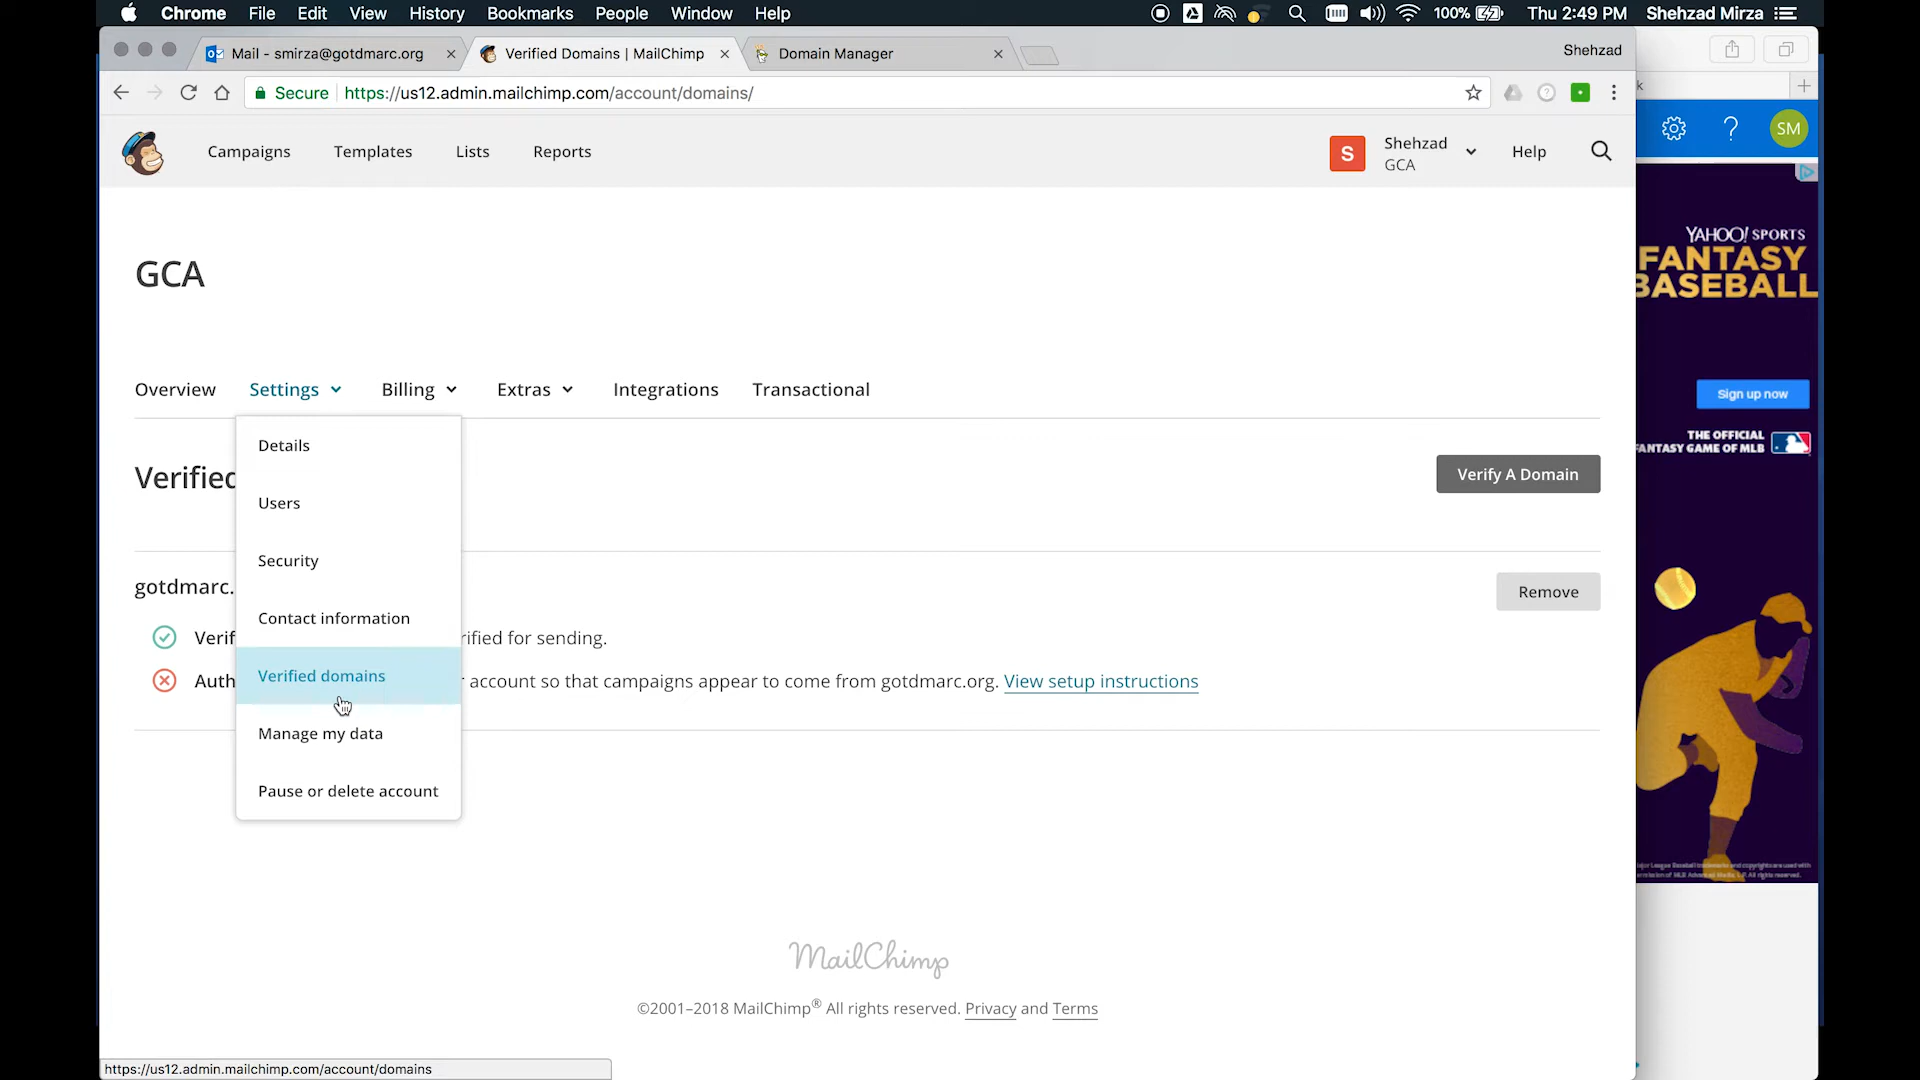 Chrome File Edit View History Bookmarks People Window Help 100% Thu 2:49 PM Shehzad Mirza
Mail - smirza@gotdmarc.org Verified Domains | MailChimp Domain Manager Shehzad
Secure https://us12.admin.mailchimp.com/account/domains/
SM
Campaigns Templates Lists Reports S Shehzad GCA Help
YAHOO! SPORTS
FANTASY
BASEBALL
GCA
Sign up now
THE OFFICIAL
FANTASY GAME OF MLB
Overview Settings Billing Extras Integrations Transactional
Details
Users
Security
Contact information
Verified domains
Manage my data
Pause or delete account
Verified
Verify A Domain
gotdmarc.
Remove
Verif rified for sending.
Auth r account so that campaigns appear to come from gotdmarc.org. View setup instructions
MailChimp
©2001–2018 MailChimp® All rights reserved. Privacy and Terms
https://us12.admin.mailchimp.com/account/domains